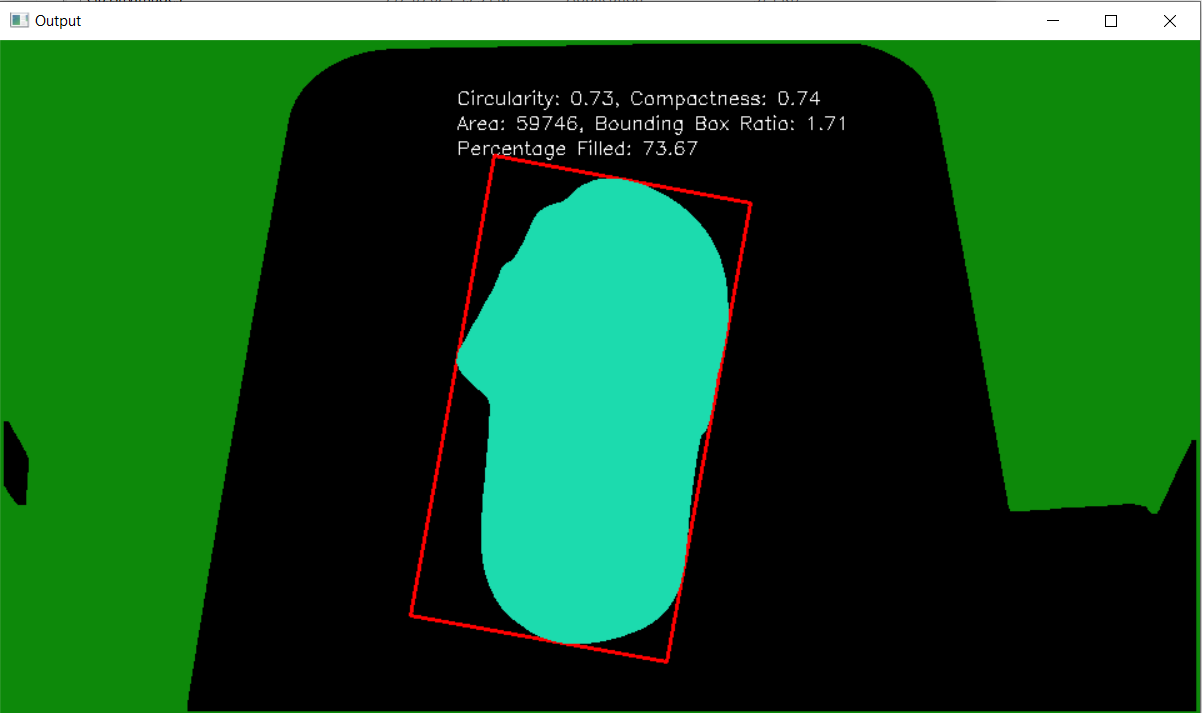 Output
Circularity: 0.73, Compactness: 0.74
Area: 59746, Bounding Box Ratio: 1.71
Percentage Filled: 73.67